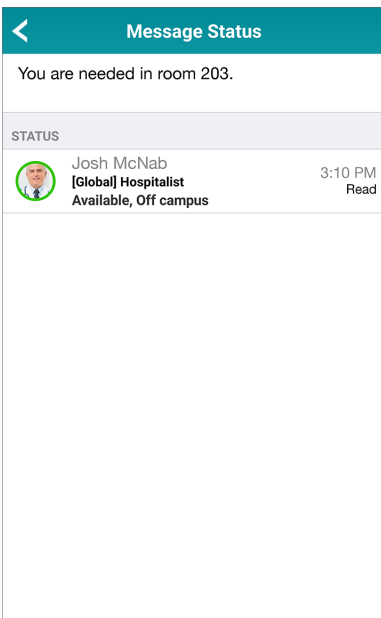 Message Status
You are needed in room 203.
STATUS
Josh McNab
[Global] Hospitalist
Available, Off campus
3:10 PM
Read